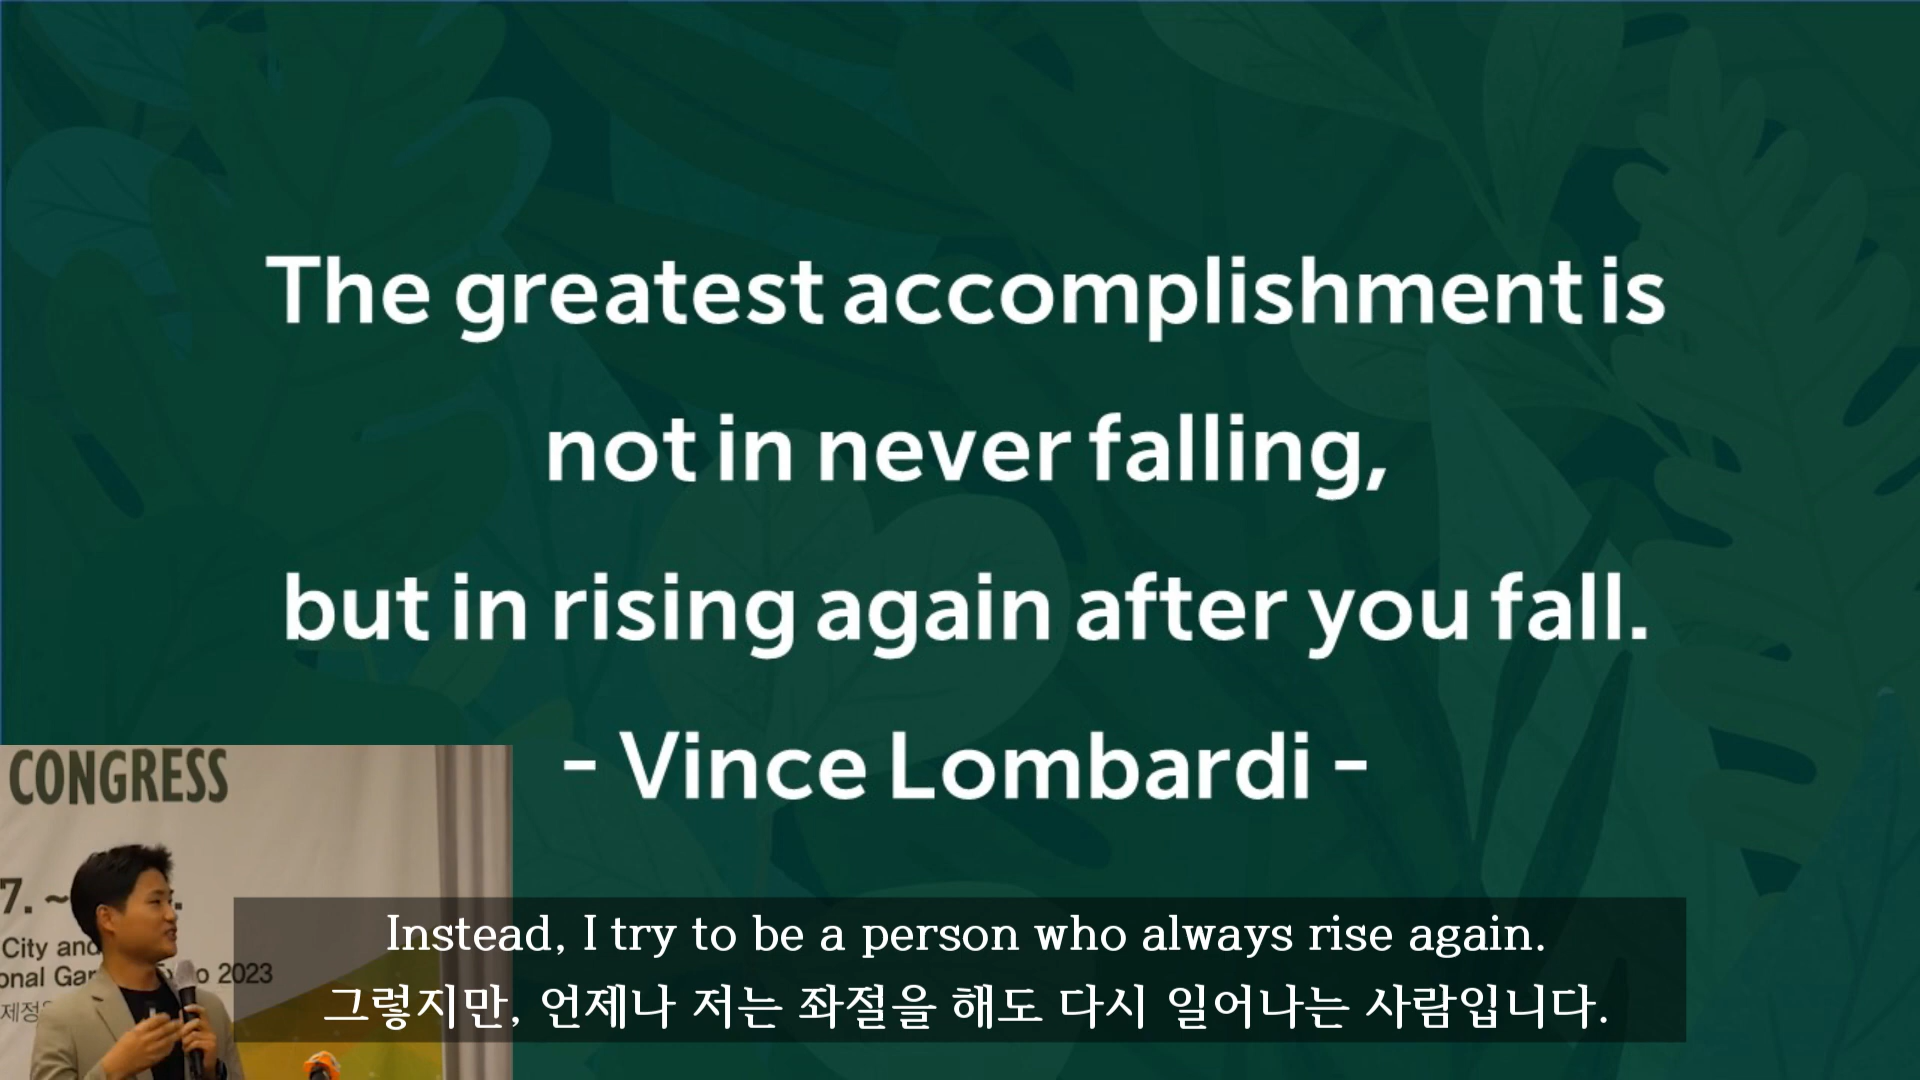 The greatest accomplishment is
not in never falling,
but in rising again after you fall.
- Vince Lombardi -
CONGRESS
7. ~
City and
2023
Instead, I try to be a person who always rise again.
그렇지만, 언제나 저는 좌절을 해도 다시 일어나는 사람입니다.